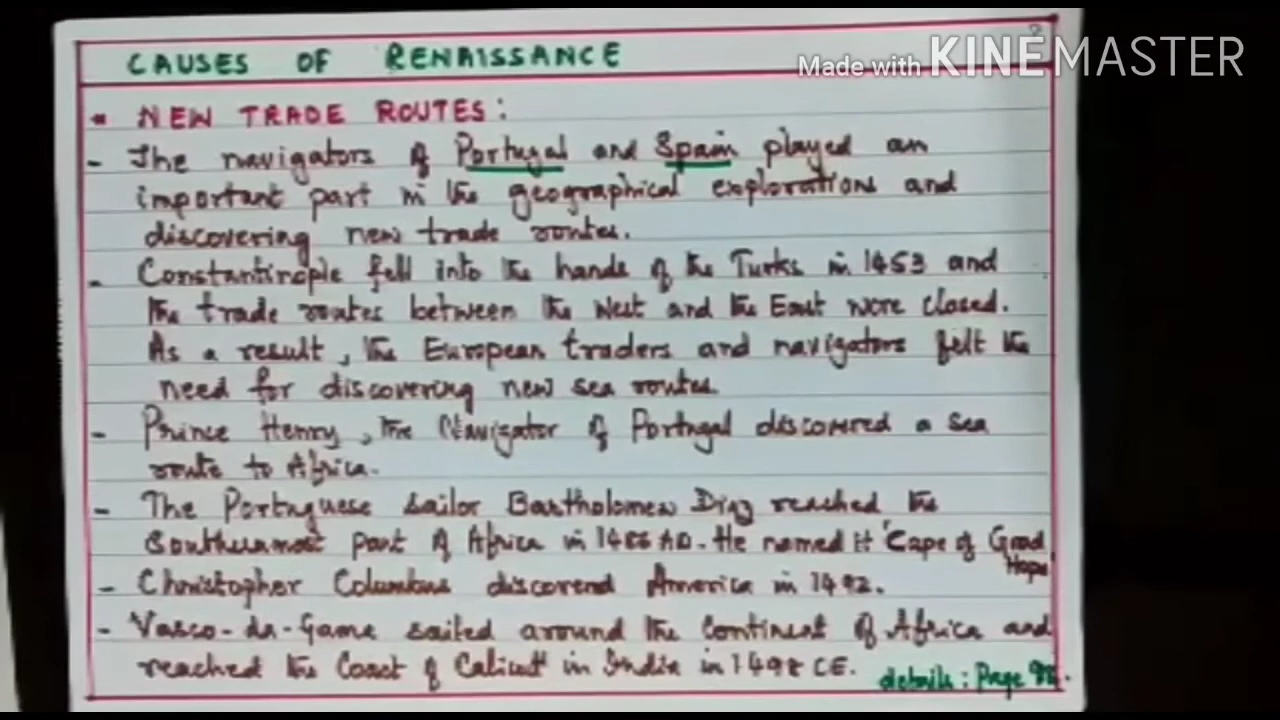 CAUSES OF RENAISSANCE
Made with KINEMASTER
• NEW TRADE ROUTES:
- The navigators of Portugal and Spain played an
important part in the geographical explorations and
discovering new trade routes.
- Constantinople fell into the hands of the Turks in 1453 and
the trade routes between the West and the East were closed.
As a result, the European traders and navigators felt the
need for discovering new sea routes.
- Prince Henry, the Navigator of Portugal discovered a sea
route to Africa.
- The Portuguese sailor Bartholomew Diaz reached the
Southernmost part of Africa in AD. He named it 'Cape of Good
Hope
- Christopher Columbus discovered America in 1492.
- Vasco-da-Gama sailed around the continent of Africa and
reached the Coast of Calicut in India in 1498 CE.
details: Page